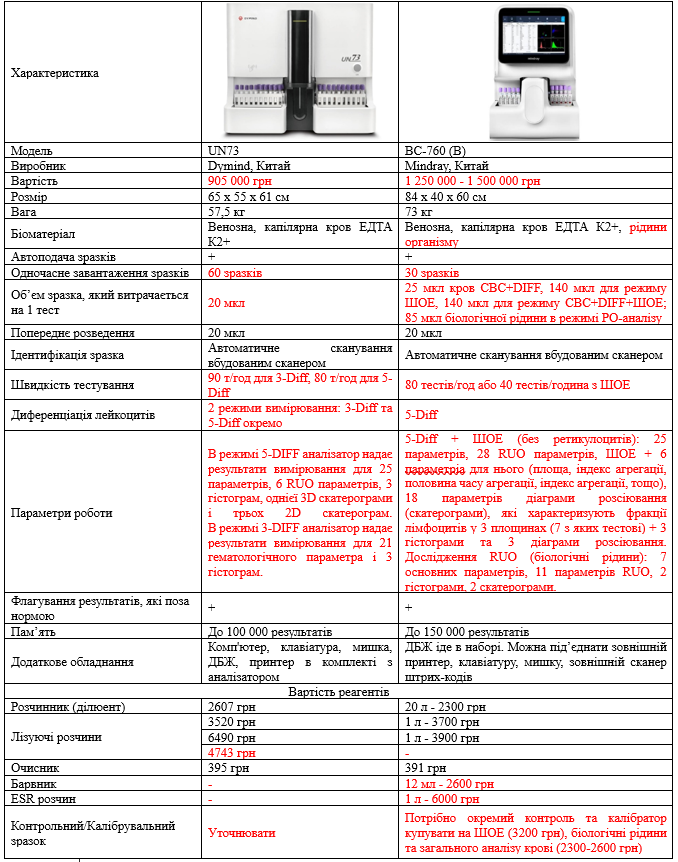 Характеристика
UN73
Модель UN73 BC-760 (B)
Виробник Dymind, Китай Mindray, Китай
Вартість 905 000 грн 1 250 000 - 1 500 000 грн
Розмір 65 x 55 x 61 см 84 x 40 x 60 см
Вага 57,5 кг 73 кг
Біоматеріал
Венозна, капілярна кров ЕДТА
К2+
Венозна, капілярна кров ЕДТА К2+, рідини
організму
Автоподача зразків + +
Одночасне завантаження зразків 60 зразків 30 зразків
Об’єм зразка, який витрачається
на 1 тест
20 мкл
25 мкл кров CBC+DIFF, 140 мкл для режиму
ШОЕ, 140 мкл для режиму CBC+DIFF+ШОЕ;
85 мкл біологічної рідини в режимі РО-аналізу
Попереднє розведення 20 мкл 20 мкл
Ідентифікація зразка
Автоматичне сканування
вбудованим сканером
Автоматичне сканування вбудованим сканером
Швидкість тестування
90 т/год для 3-Diff, 80 т/год для 5-
Diff
80 тестів/год або 40 тестів/година з ШОЕ
Диференціація лейкоцитів
2 режими вимірювання: 3-Diff та
5-Diff окремо
5-Diff
Параметри роботи
В режимі 5-DIFF аналізатор надає
результати вимірювання для 25
параметрів, 6 RUO параметрів, 3
гістограм, однієї 3D скатерограми
і трьох 2D скатерограм.
В режимі 3-DIFF аналізатор надає
результати вимірювання для 21
гематологічного параметра і 3
гістограм.
5-Diff + ШОЕ (без ретикулоцитів): 25
параметрів, 28 RUO параметрів, ШОЕ + 6
параметрів для нього (площа, індекс агрегації,
половина часу агрегації, індекс агрегації, тощо),
18 параметрів діаграми розсіювання
(скатерограми), які характеризують фракції
лімфоцитів у 3 площинах (7 з яких тестові) + 3
гістограми та 3 діаграми розсіювання.
Дослідження RUO (біологічні рідини): 7
основних параметрів, 11 параметрів RUO, 2
гістограми, 2 скатерограми.
Флагування результатів, які поза
нормою
+ +
Пам’ять До 100 000 результатів До 150 000 результатів
Додаткове обладнання
Комп'ютер, клавіатура, мишка,
ДБЖ, принтер в комплекті з
аналізатором
ДБЖ іде в наборі. Можна під’єднати зовнішній
принтер, клавіатуру, мишку, зовнішній сканер
штрих-кодів
Вартість реагентів
Розчинник (ділюент) 2607 грн 20 л - 2300 грн
Лізуючі розчини
3520 грн 1 л - 3700 грн
6490 грн 1 л - 3900 грн
4743 грн -
Очисник 395 грн 391 грн
Барвник - 12 мл - 2600 грн
ESR розчин - 1 л - 6000 грн
Контрольний/Калібрувальний
зразок
Уточнювати
Потрібно окремий контроль та калібратор
купувати на ШОЕ (3200 грн), біологічні рідини
та загального аналізу крові (2300-2600 грн)